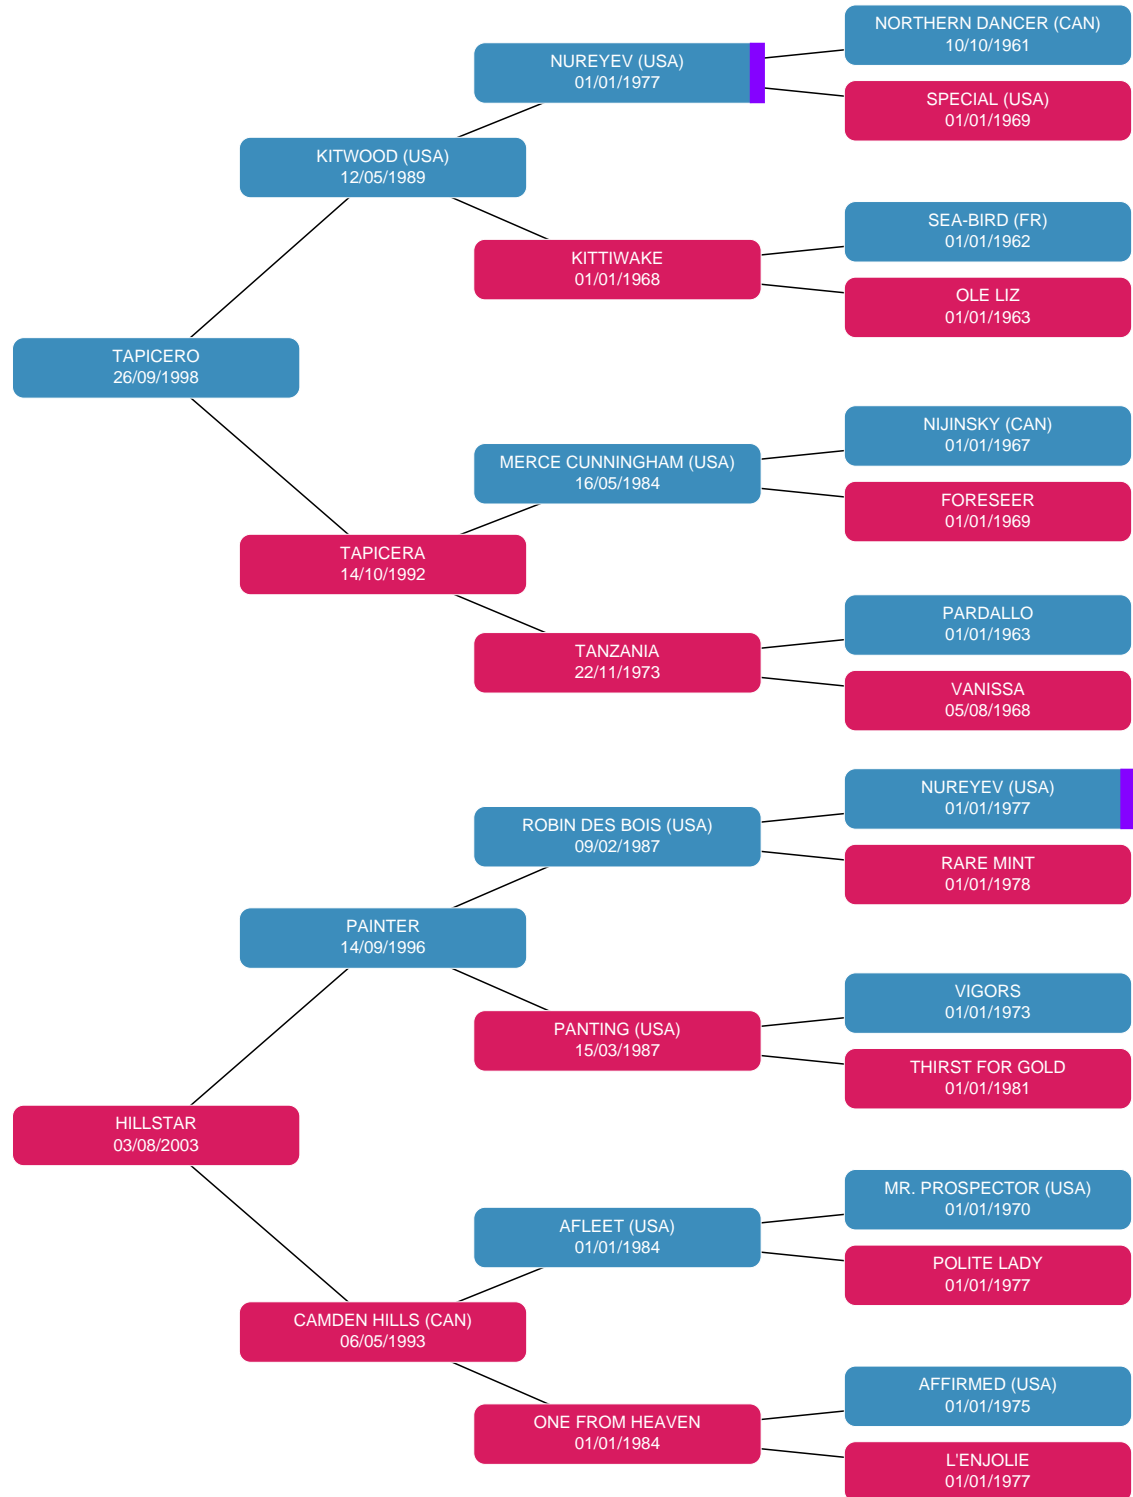 NORTHERN DANCER (CAN)
10/10/1961
NUREYEV (USA)
01/01/1977
SPECIAL (USA)
01/01/1969
KITWOOD (USA)
12/05/1989
SEA-BIRD (FR)
01/01/1962
KITTIWAKE
01/01/1968
OLE LIZ
01/01/1963
TAPICERO
26/09/1998
NIJINSKY (CAN)
01/01/1967
MERCE CUNNINGHAM (USA)
16/05/1984
FORESEER
01/01/1969
TAPICERA
14/10/1992
PARDALLO
01/01/1963
TANZANIA
22/11/1973
VANISSA
05/08/1968
NUREYEV (USA)
01/01/1977
ROBIN DES BOIS (USA)
09/02/1987
RARE MINT
01/01/1978
PAINTER
14/09/1996
VIGORS
01/01/1973
PANTING (USA)
15/03/1987
THIRST FOR GOLD
01/01/1981
HILLSTAR
03/08/2003
MR. PROSPECTOR (USA)
01/01/1970
AFLEET (USA)
01/01/1984
POLITE LADY
01/01/1977
CAMDEN HILLS (CAN)
06/05/1993
AFFIRMED (USA)
01/01/1975
ONE FROM HEAVEN
01/01/1984
L'ENJOLIE
01/01/1977